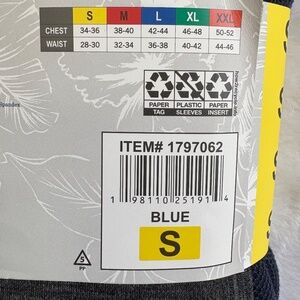 S M L XL XXL
CHEST 34-36 38-40 42-44 46-48 50-52
WAIST 28-30 32-34 36-38 40-42 44-46
PAPER TAG
PLASTIC SLEEVES
PAPER INSERT
ITEM# 1797062
1 98110 25191 4
BLUE
S
S
PP